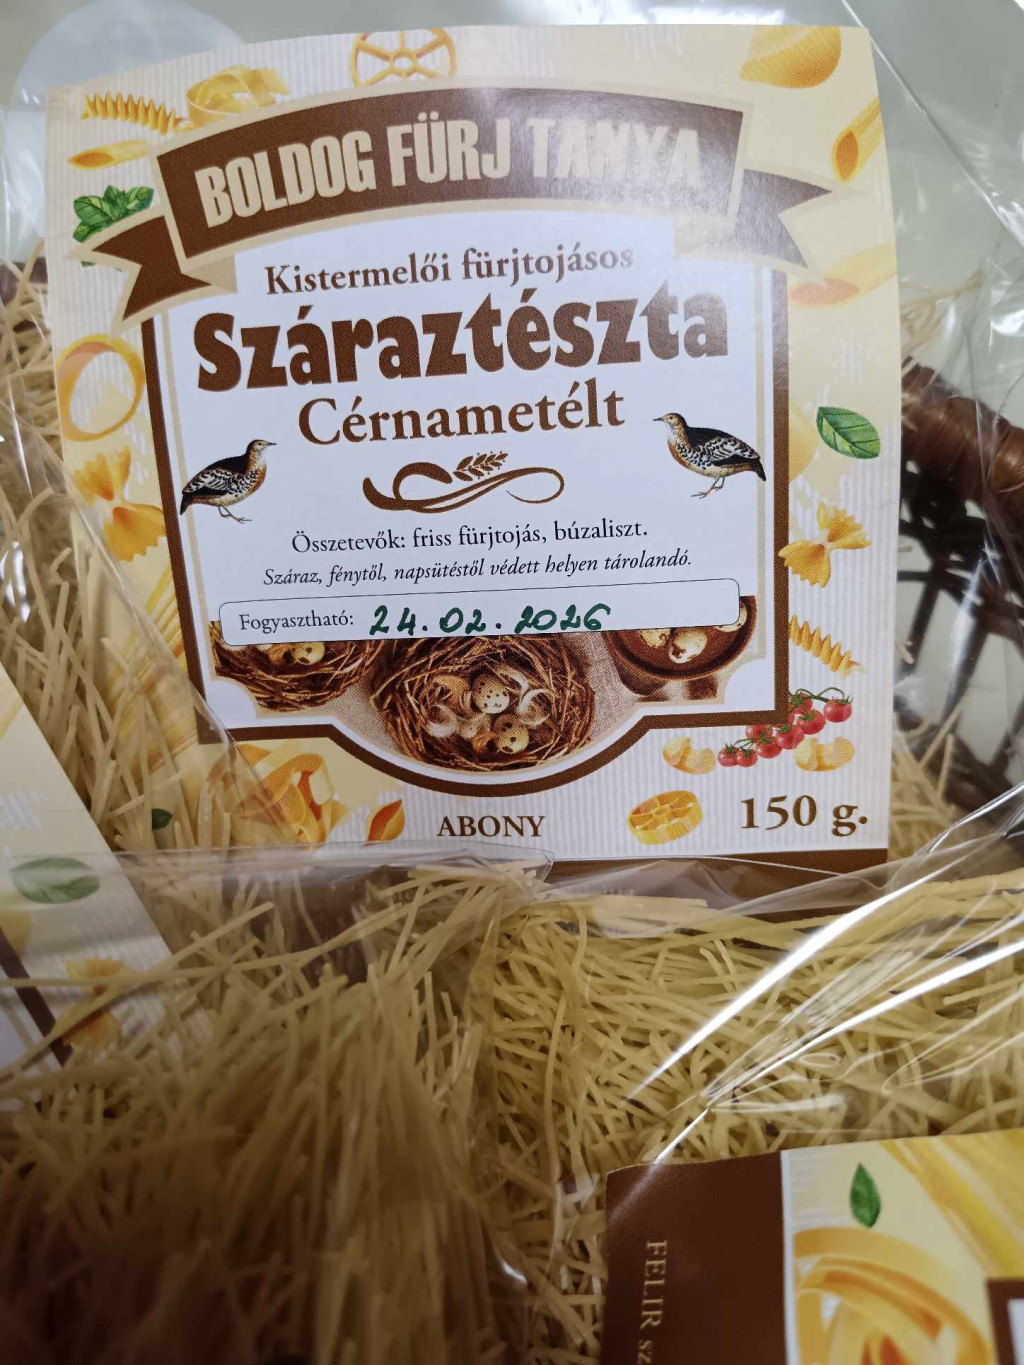 BOLDOG FÜRJ TANYA
Kistermelői fürjtojásos
Száraztészta
Cérnametélt
Összetevők: friss fürjtojás, búzaliszt.
Száraz, fénytől, napsütéstől védett helyen tárolandó.
Fogyasztható: 24.02.2026
ABONY
150 g.
FELIR